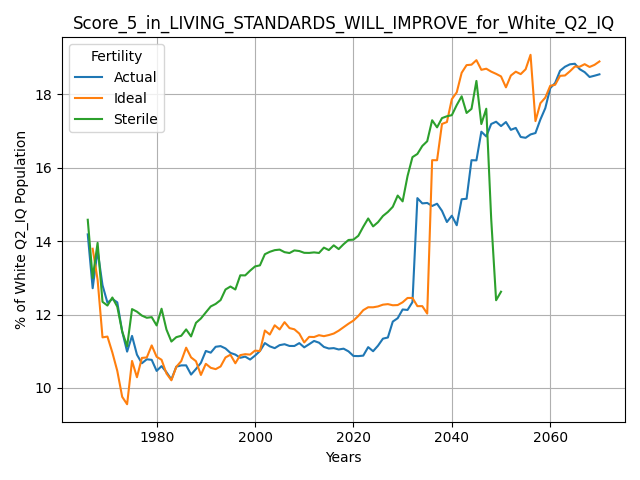 Score_5_in_LIVING_STANDARDS_WILL_IMPROVE_for_White_Q2_IQ
Fertility
Actual
Ideal
Sterile
% of White Q2_IQ Population
18
16
14
12
10
1980
2000
2020
2040
2060
Years